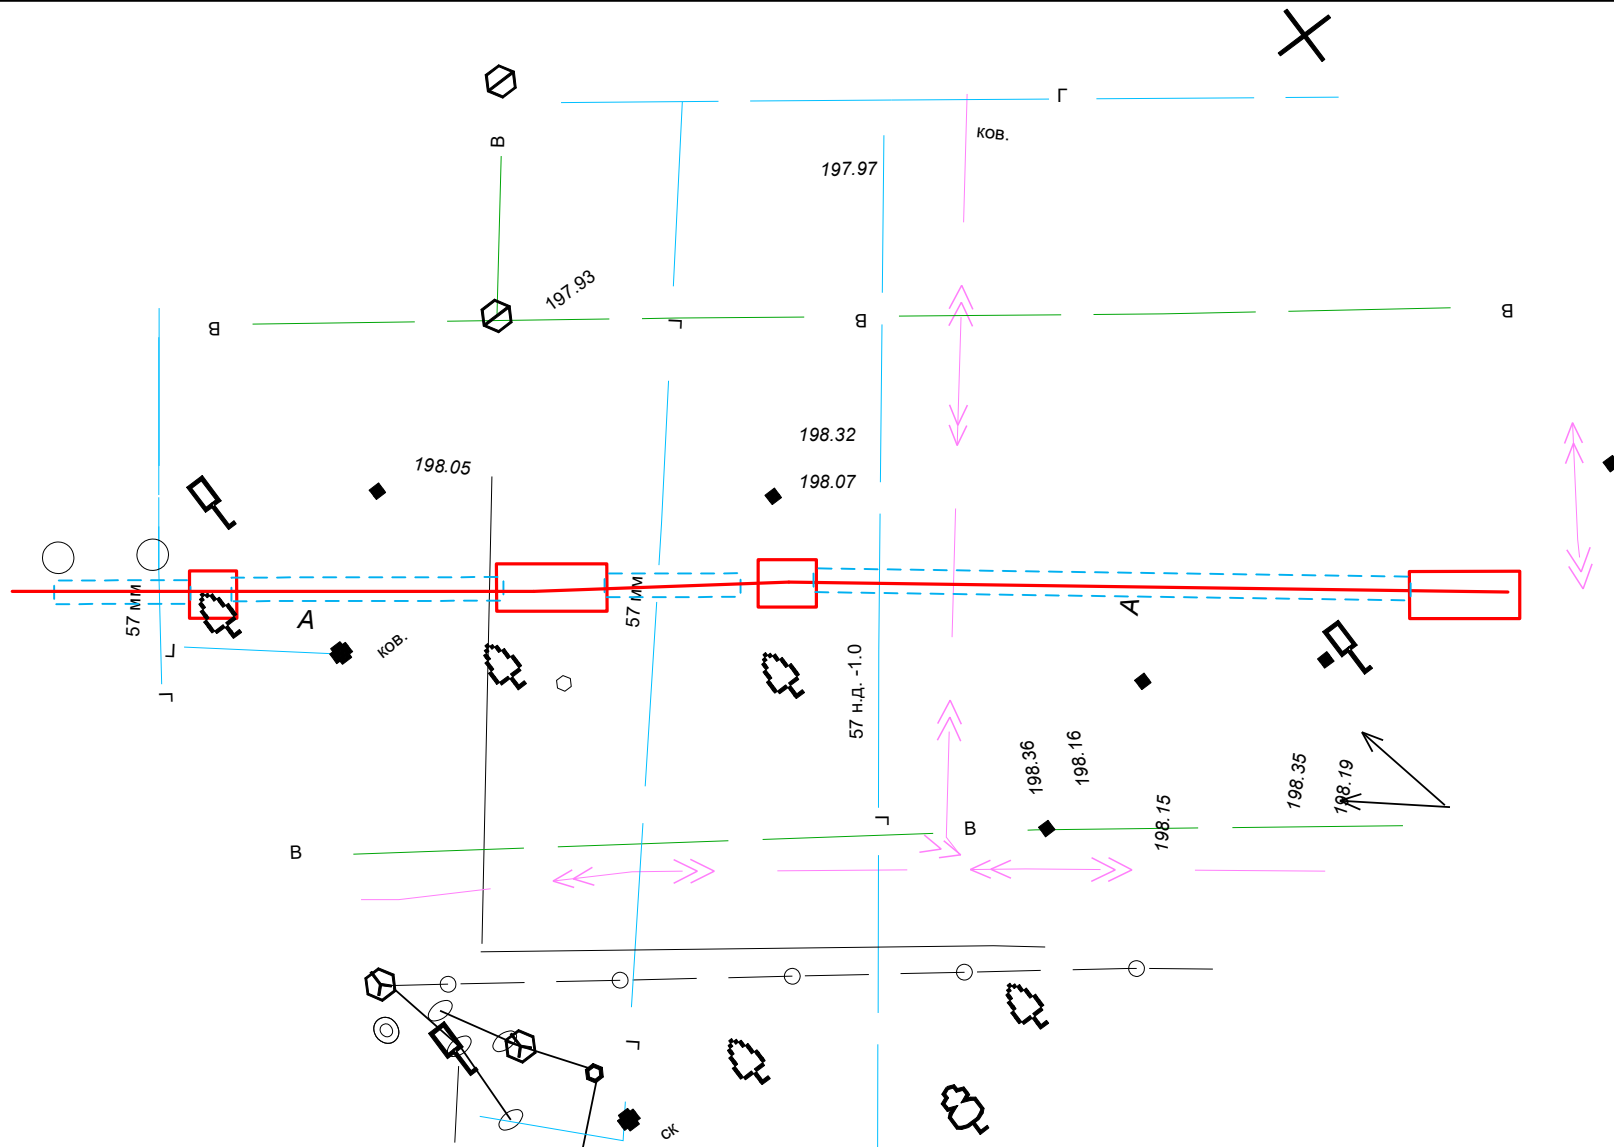 Г
ков.
В
197.97
197.93
В
Г
В
В
198.32
198.05
198.07
57 мм
57 мм
А
А
ков.
Г
Г
57 н.д. -1.0
198.36
198.16
198.35
198.19
198.15
Г
В
В
Г
ск